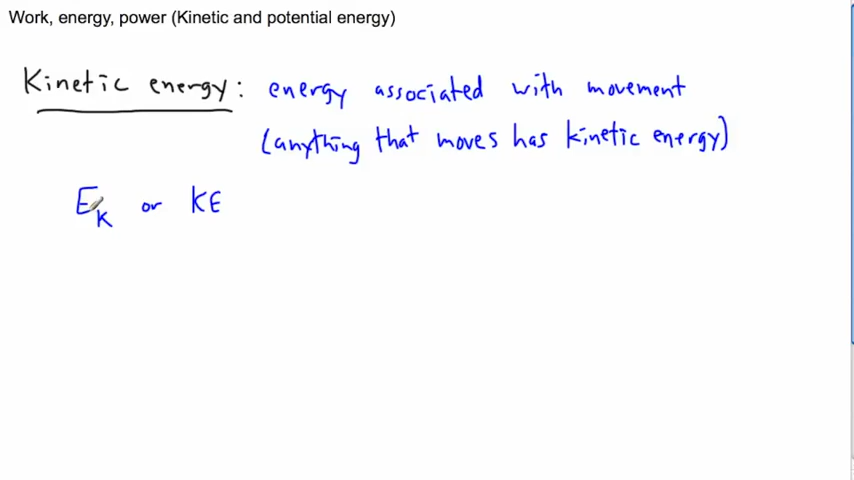 Work, energy, power (Kinetic and potential energy)
Kinetic energy: energy associated with movement
(anything that moves has kinetic energy)
E_K or KE